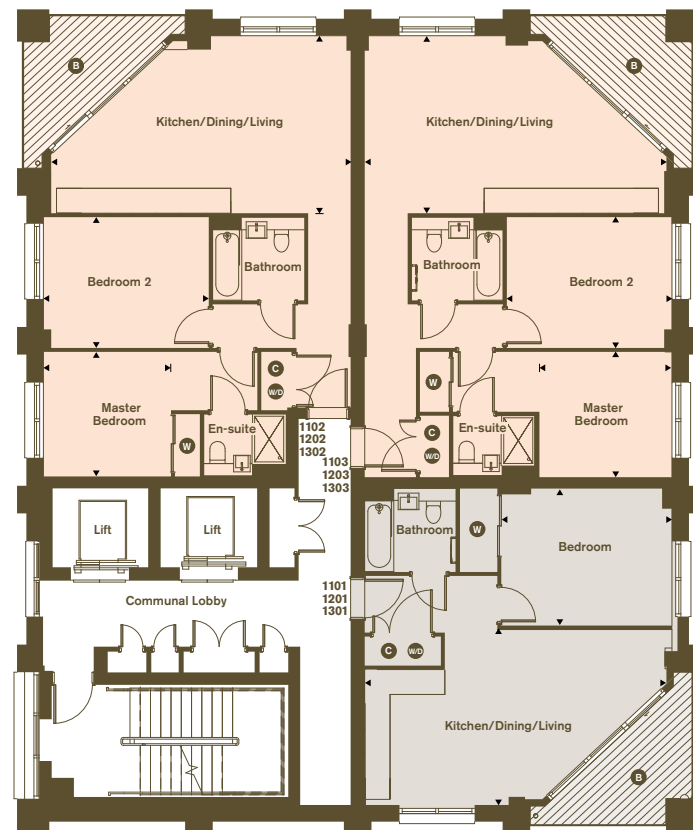 B
B
Kitchen/Dining/Living
Kitchen/Dining/Living
Bathroom
Bathroom
Bedroom 2
Bedroom 2
C
W/D
W
Master
Bedroom
Master
Bedroom
En-suite
W
1102
1202
1302
En-suite
C
W/D
1103
1203
1303
Lift
Lift
Bathroom
W
Bedroom
Communal Lobby
1101
1201
1301
C
W/D
Kitchen/Dining/Living
B